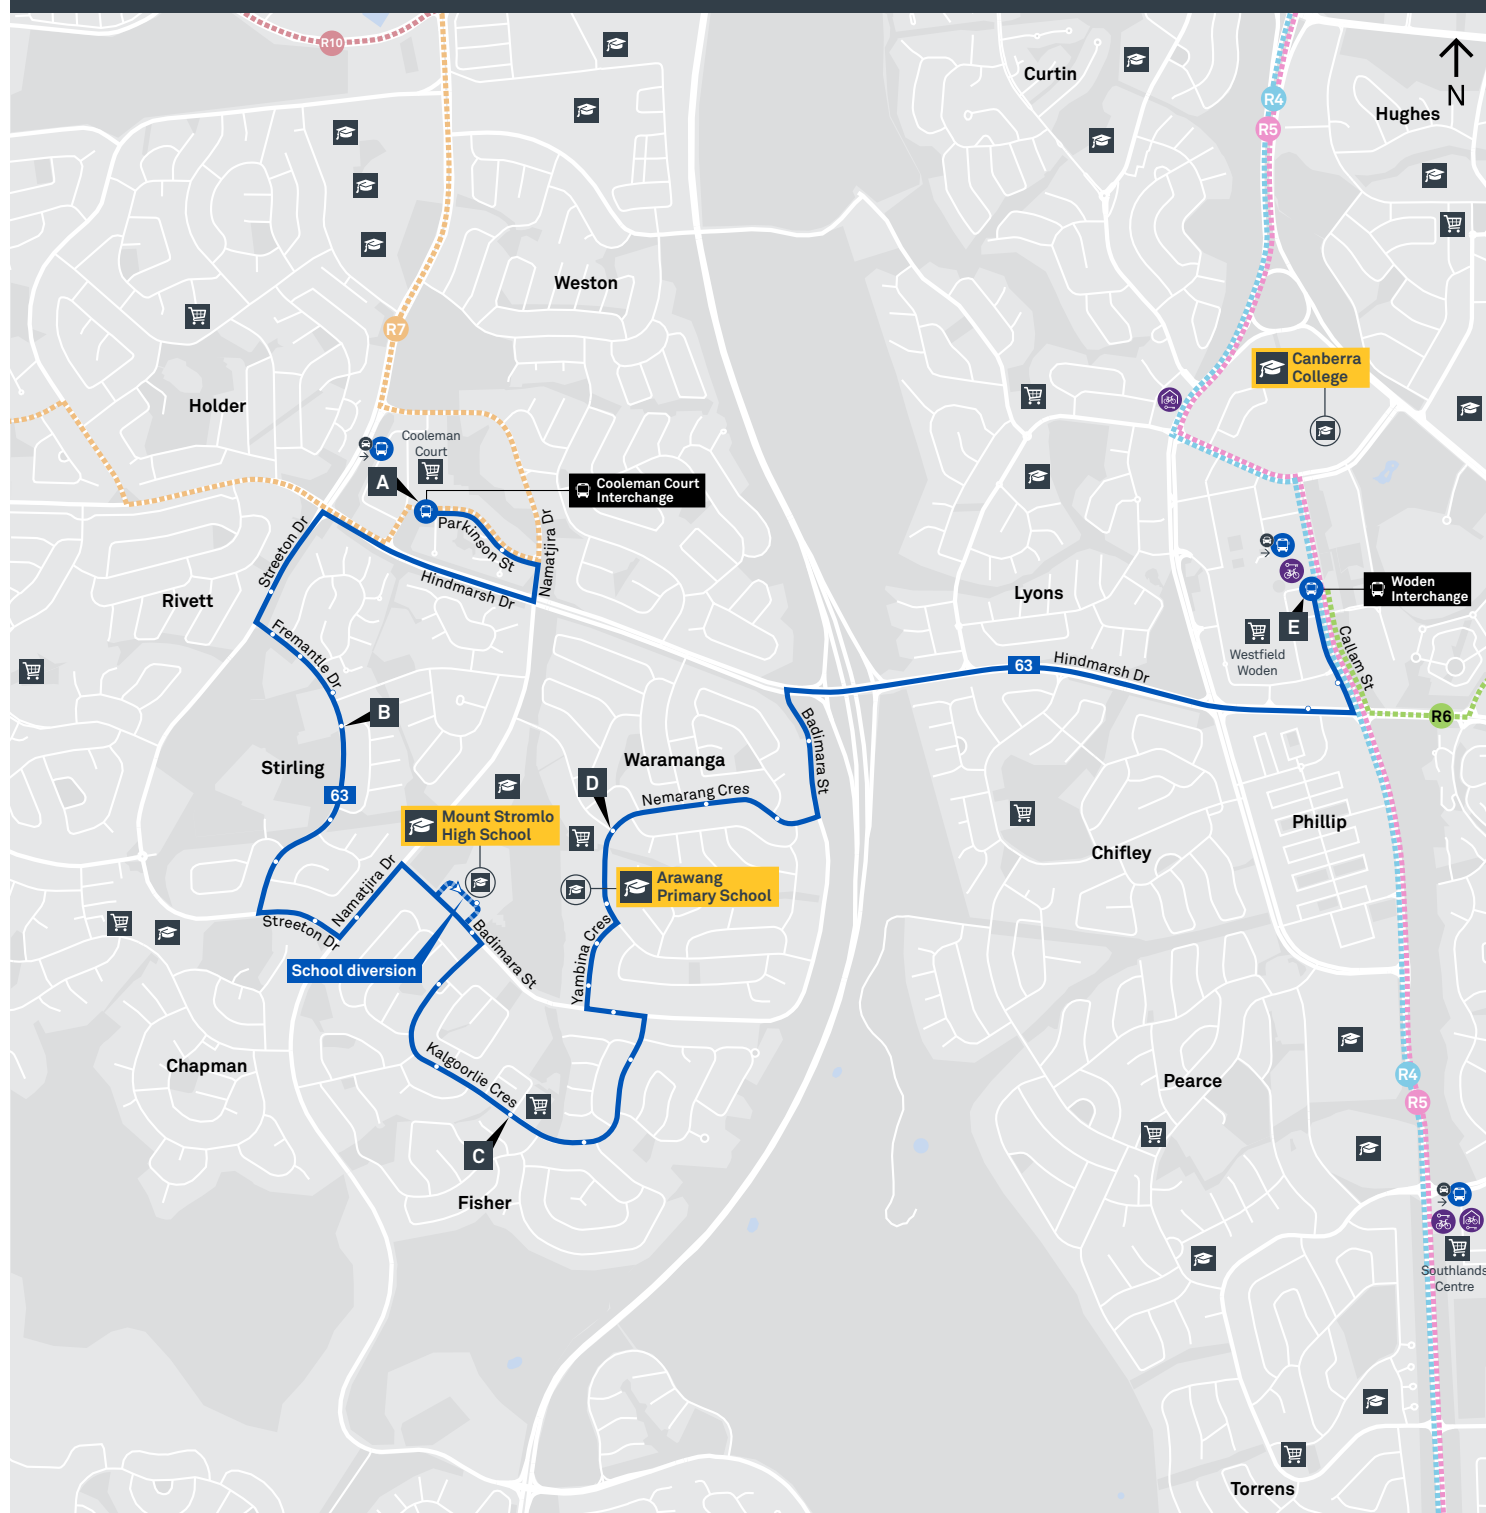 R10
Curtin
N
R4
Hughes
R5
Weston
R7
Canberra
College
Holder
Cooleman
Court
A
Cooleman Court
Interchange
Parkinson St
Namatjira Dr
Streeton Dr
Hindmarsh Dr
Rivett
Lyons
Woden
Interchange
E
Westfield
Woden
Callam St
Fremantle Dr
63
Hindmarsh Dr
R6
B
Badimara St
Stirling
63
Waramanga
D
Nemarang Cres
Mount Stromlo
High School
Phillip
Chifley
Arawang
Primary School
Namatjira Dr
Streeton Dr
Badimara St
Yambina Cres
School diversion
Chapman
Kalgoorlie Cres
Pearce
R4
R5
C
Fisher
Southlands
Centre
Torrens